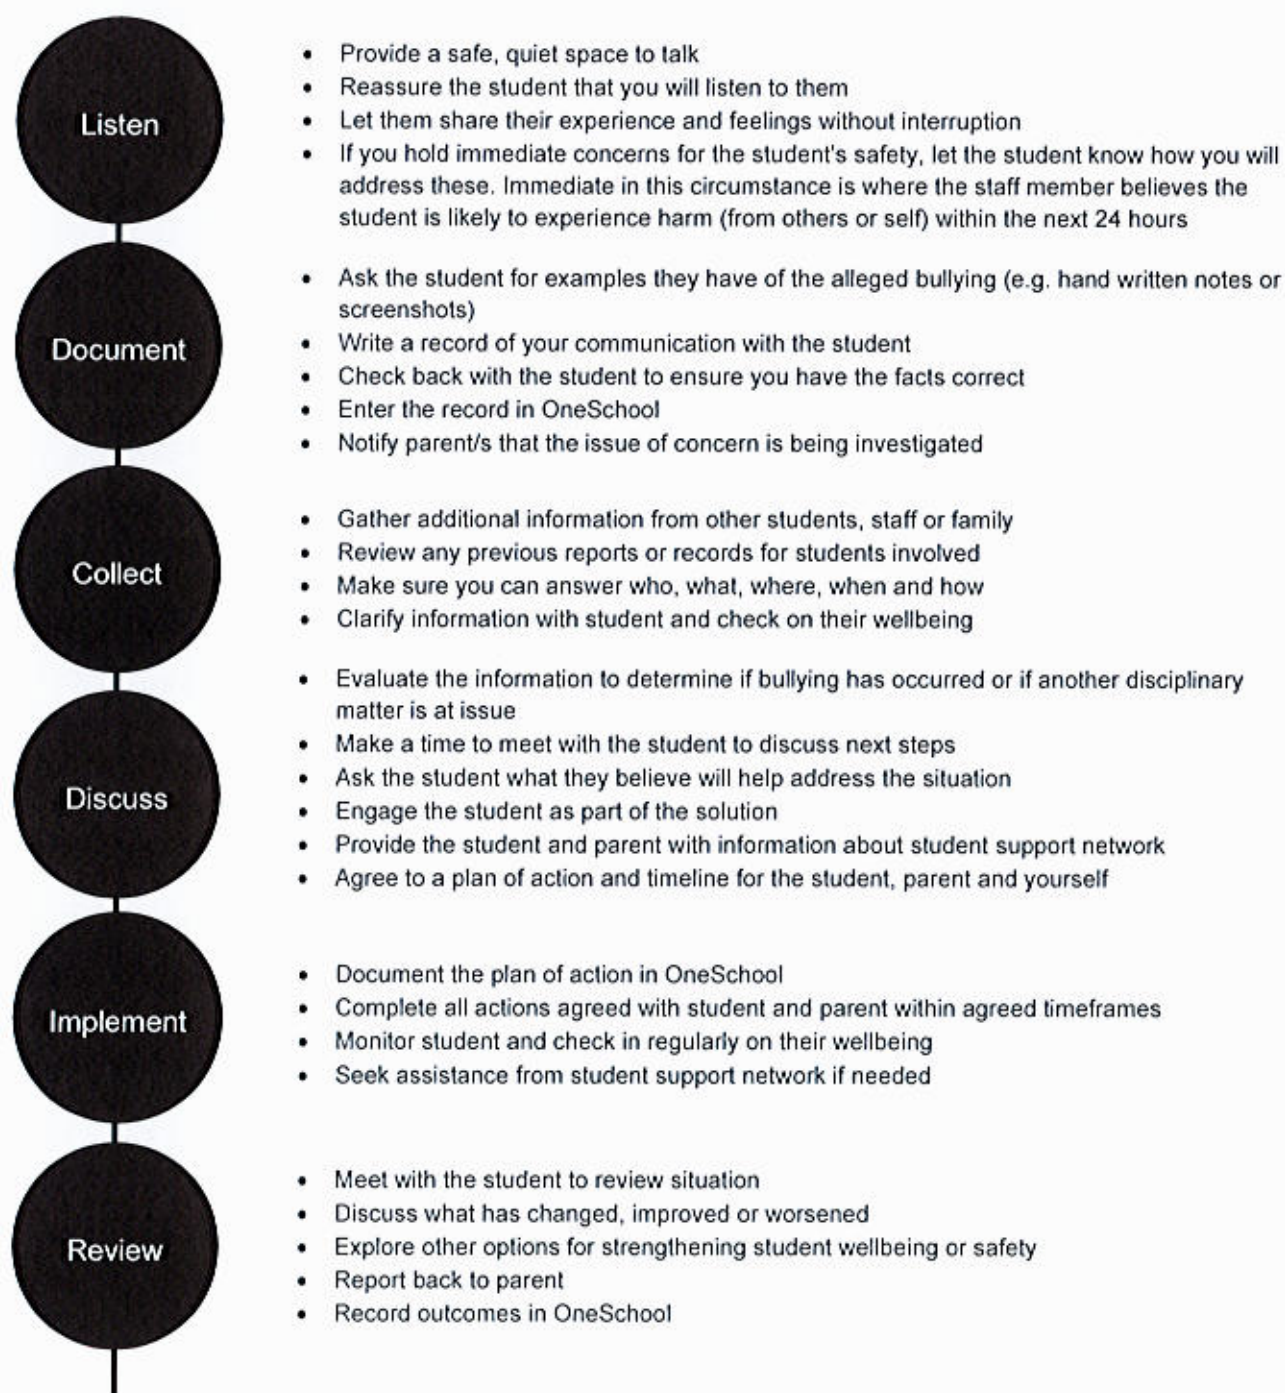 Listen
• Provide a safe, quiet space to talk
• Reassure the student that you will listen to them
• Let them share their experience and feelings without interruption
• If you hold immediate concerns for the student's safety, let the student know how you will
address these. Immediate in this circumstance is where the staff member believes the
student is likely to experience harm (from others or self) within the next 24 hours
Document
• Ask the student for examples they have of the alleged bullying (e.g. hand written notes or
screenshots)
• Write a record of your communication with the student
• Check back with the student to ensure you have the facts correct
• Enter the record in OneSchool
• Notify parent/s that the issue of concern is being investigated
Collect
• Gather additional information from other students, staff or family
• Review any previous reports or records for students involved
• Make sure you can answer who, what, where, when and how
• Clarify information with student and check on their wellbeing
Discuss
• Evaluate the information to determine if bullying has occurred or if another disciplinary
matter is at issue
• Make a time to meet with the student to discuss next steps
• Ask the student what they believe will help address the situation
• Engage the student as part of the solution
• Provide the student and parent with information about student support network
• Agree to a plan of action and timeline for the student, parent and yourself
Implement
• Document the plan of action in OneSchool
• Complete all actions agreed with student and parent within agreed timeframes
• Monitor student and check in regularly on their wellbeing
• Seek assistance from student support network if needed
Review
• Meet with the student to review situation
• Discuss what has changed, improved or worsened
• Explore other options for strengthening student wellbeing or safety
• Report back to parent
• Record outcomes in OneSchool